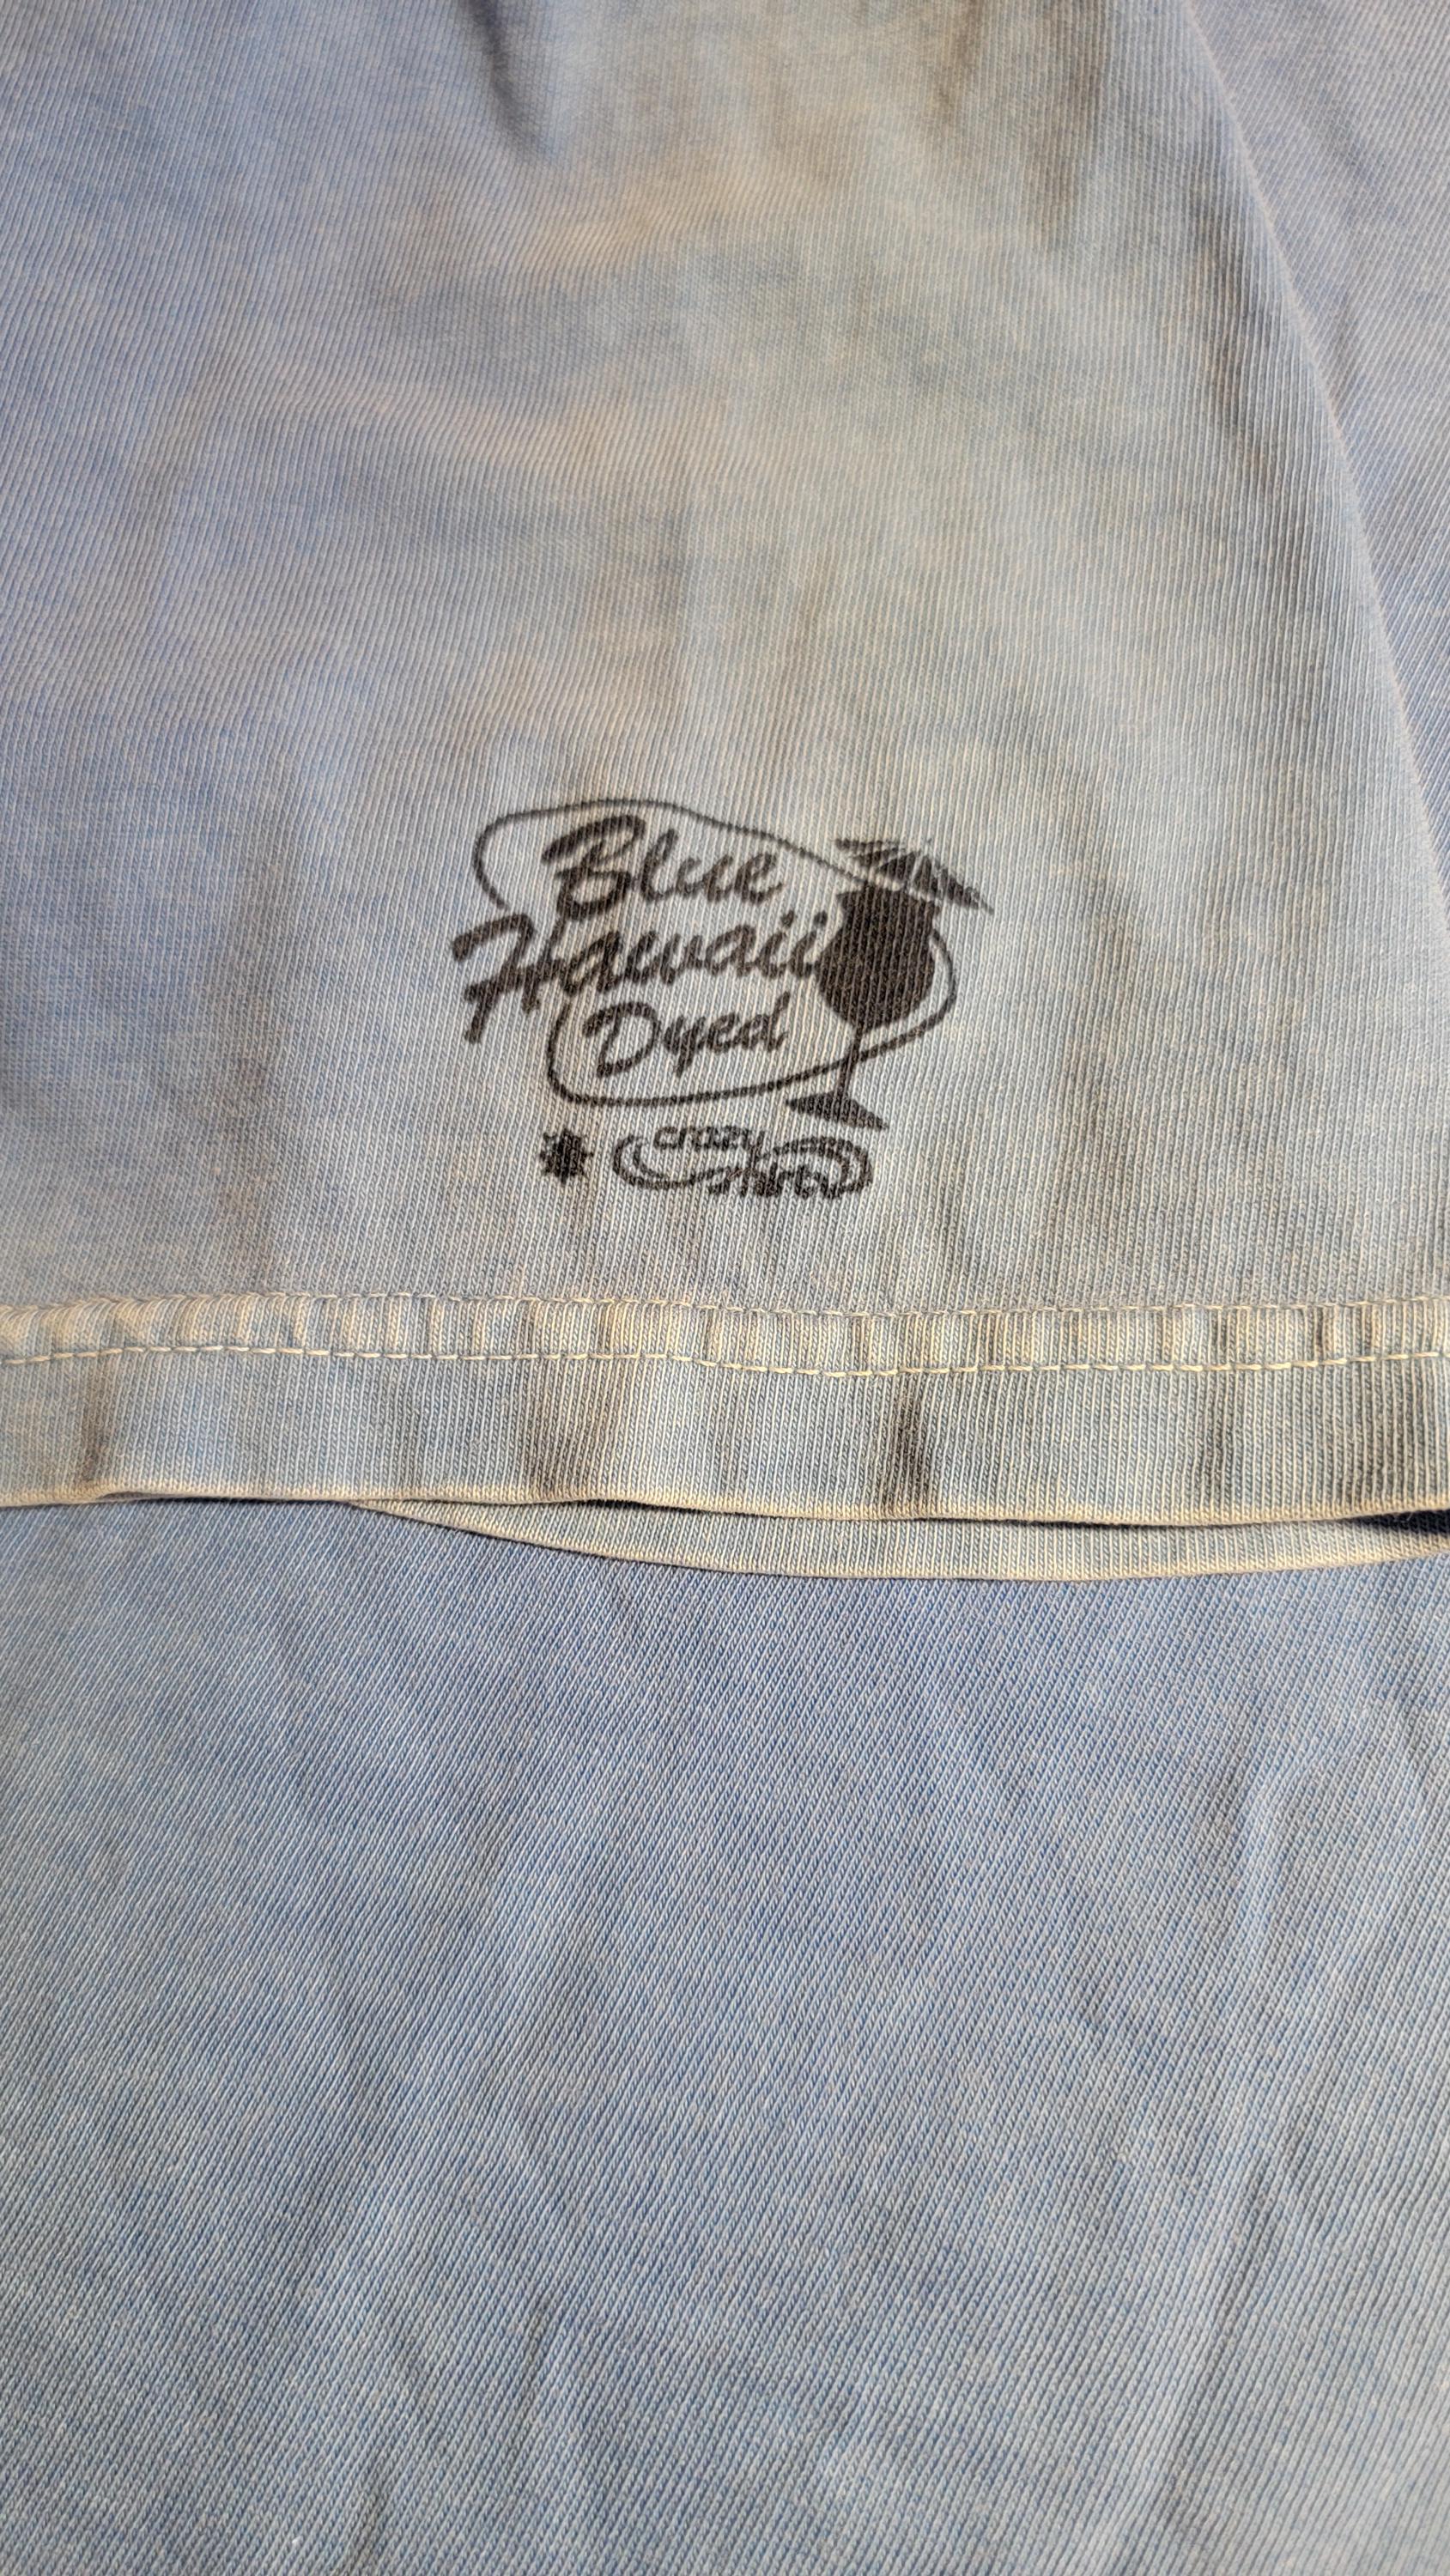 Blue
Hawaii
Dyed
crazy
shirts